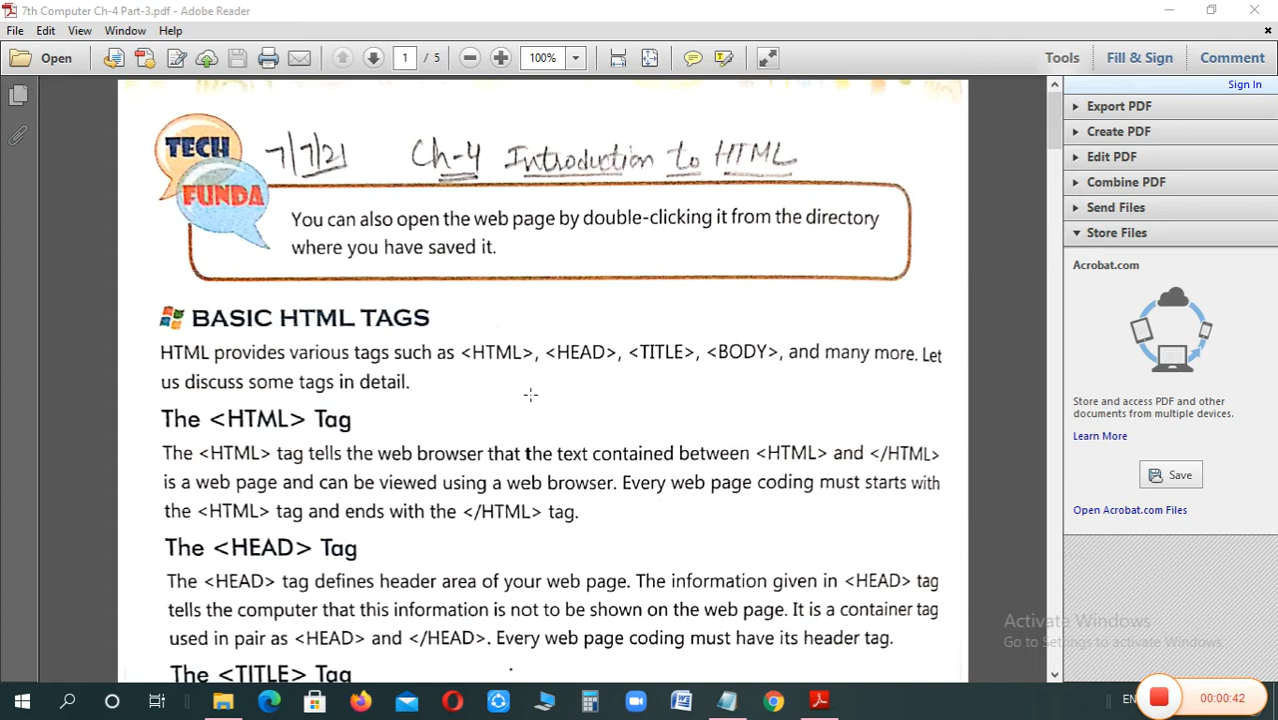 7th Computer Ch-4 Part-3.pdf - Adobe Reader
File Edit View Window Help
Open 1 / 5 100% Tools Fill & Sign Comment
Sign In
Export PDF
Create PDF
Edit PDF
Combine PDF
Send Files
Store Files
Acrobat.com
Store and access PDF and other
documents from multiple devices.
Learn More
Save
Open Acrobat.com Files
TECH
FUNDA
7/7/21 Ch-4 Introduction to HTML
You can also open the web page by double-clicking it from the directory
where you have saved it.
BASIC HTML TAGS
HTML provides various tags such as <HTML>, <HEAD>, <TITLE>, <BODY>, and many more. Let
us discuss some tags in detail.
The <HTML> Tag
The <HTML> tag tells the web browser that the text contained between <HTML> and </HTML>
is a web page and can be viewed using a web browser. Every web page coding must starts with
the <HTML> tag and ends with the </HTML> tag.
The <HEAD> Tag
The <HEAD> tag defines header area of your web page. The information given in <HEAD> tag
tells the computer that this information is not to be shown on the web page. It is a container tag
used in pair as <HEAD> and </HEAD>. Every web page coding must have its header tag.
The <TITLE> Tag
Activate Windows
Go to Settings to activate Windows.
EN
00:00:42